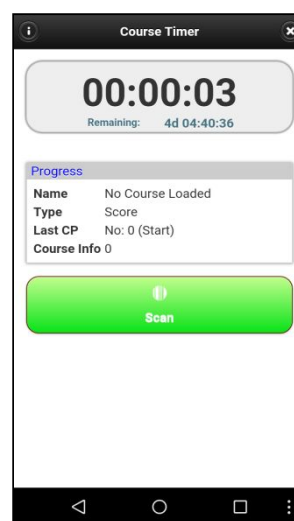 Course Timer
00:00:03
Remaining: 4d 04:40:36
Progress
Name No Course Loaded
Type Score
Last CP No: 0 (Start)
Course Info 0
Scan